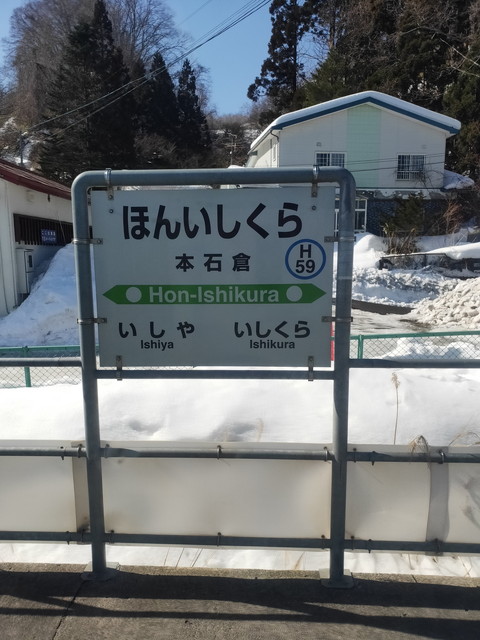 ほんいしくら
本石倉
H
59
Hon-Ishikura
いしや いしくら
Ishiya Ishikura